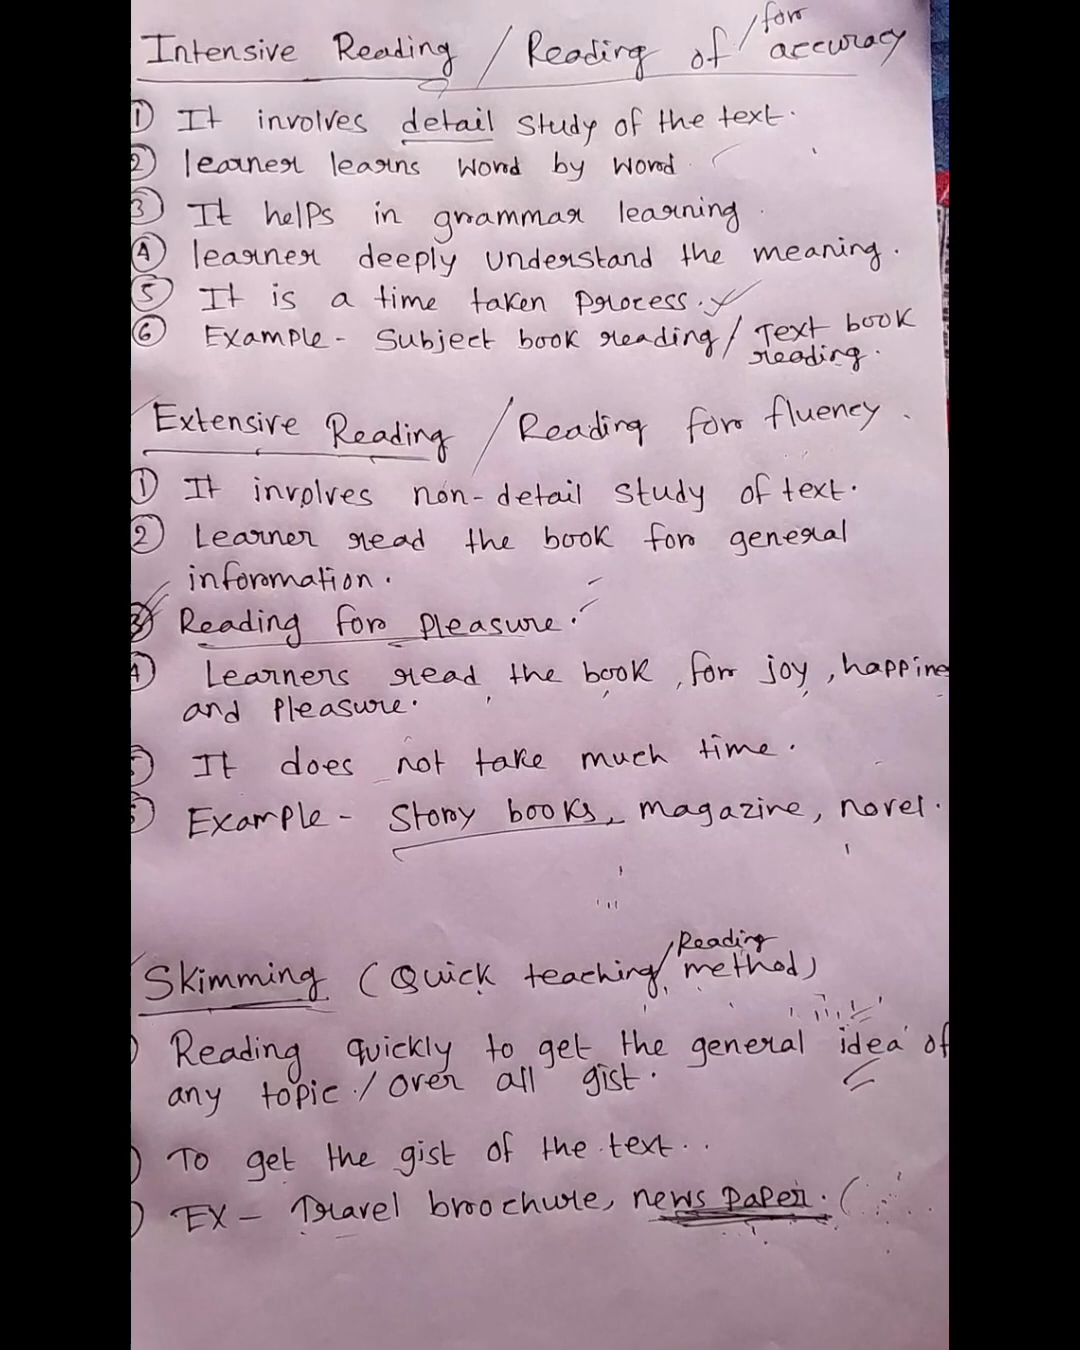 Intensive Reading / Reading of / for accuracy
① It involves detail study of the text.
② learner learns word by word
③ It helps in grammar learning.
④ learner deeply understand the meaning.
⑤ It is a time taken process.
⑥ Example - Subject book reading / Text book
reading.
Extensive Reading / Reading for fluency.
① It involves non-detail study of text.
② Learner read the book for general
information.
③ Reading for pleasure.
④ Learners read the book, for joy, happine
and pleasure.
It does not take much time.
Example - Story books, magazine, novel.
Skimming (Quick teaching / Reading method)
Reading quickly to get the general idea of
any topic. / over all gist.
To get the gist of the text..
EX - Travel brochure, news paper.